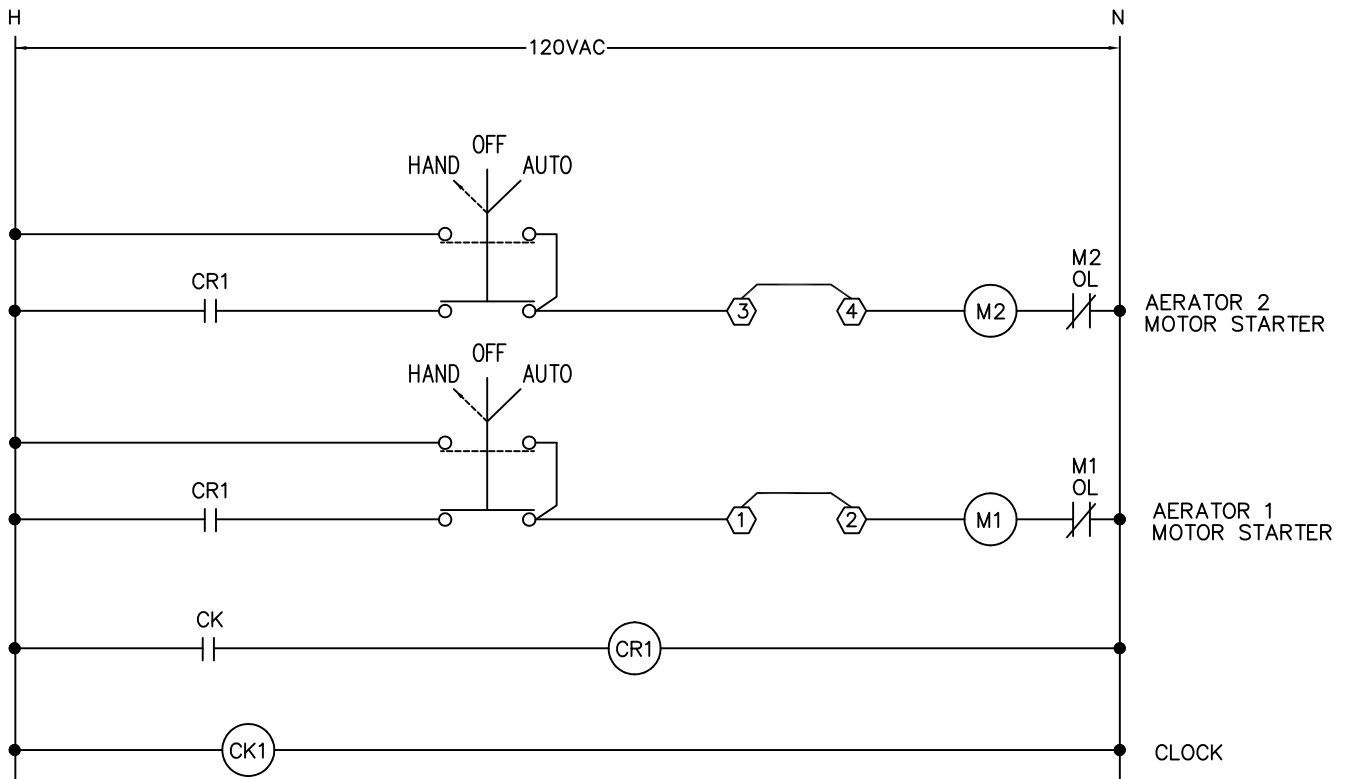 H
N
120VAC
OFF
HAND
AUTO
CR1
3
4
M2
M2
OL
AERATOR 2
MOTOR STARTER
OFF
HAND
AUTO
CR1
1
2
M1
M1
OL
AERATOR 1
MOTOR STARTER
CK
CR1
CK1
CLOCK